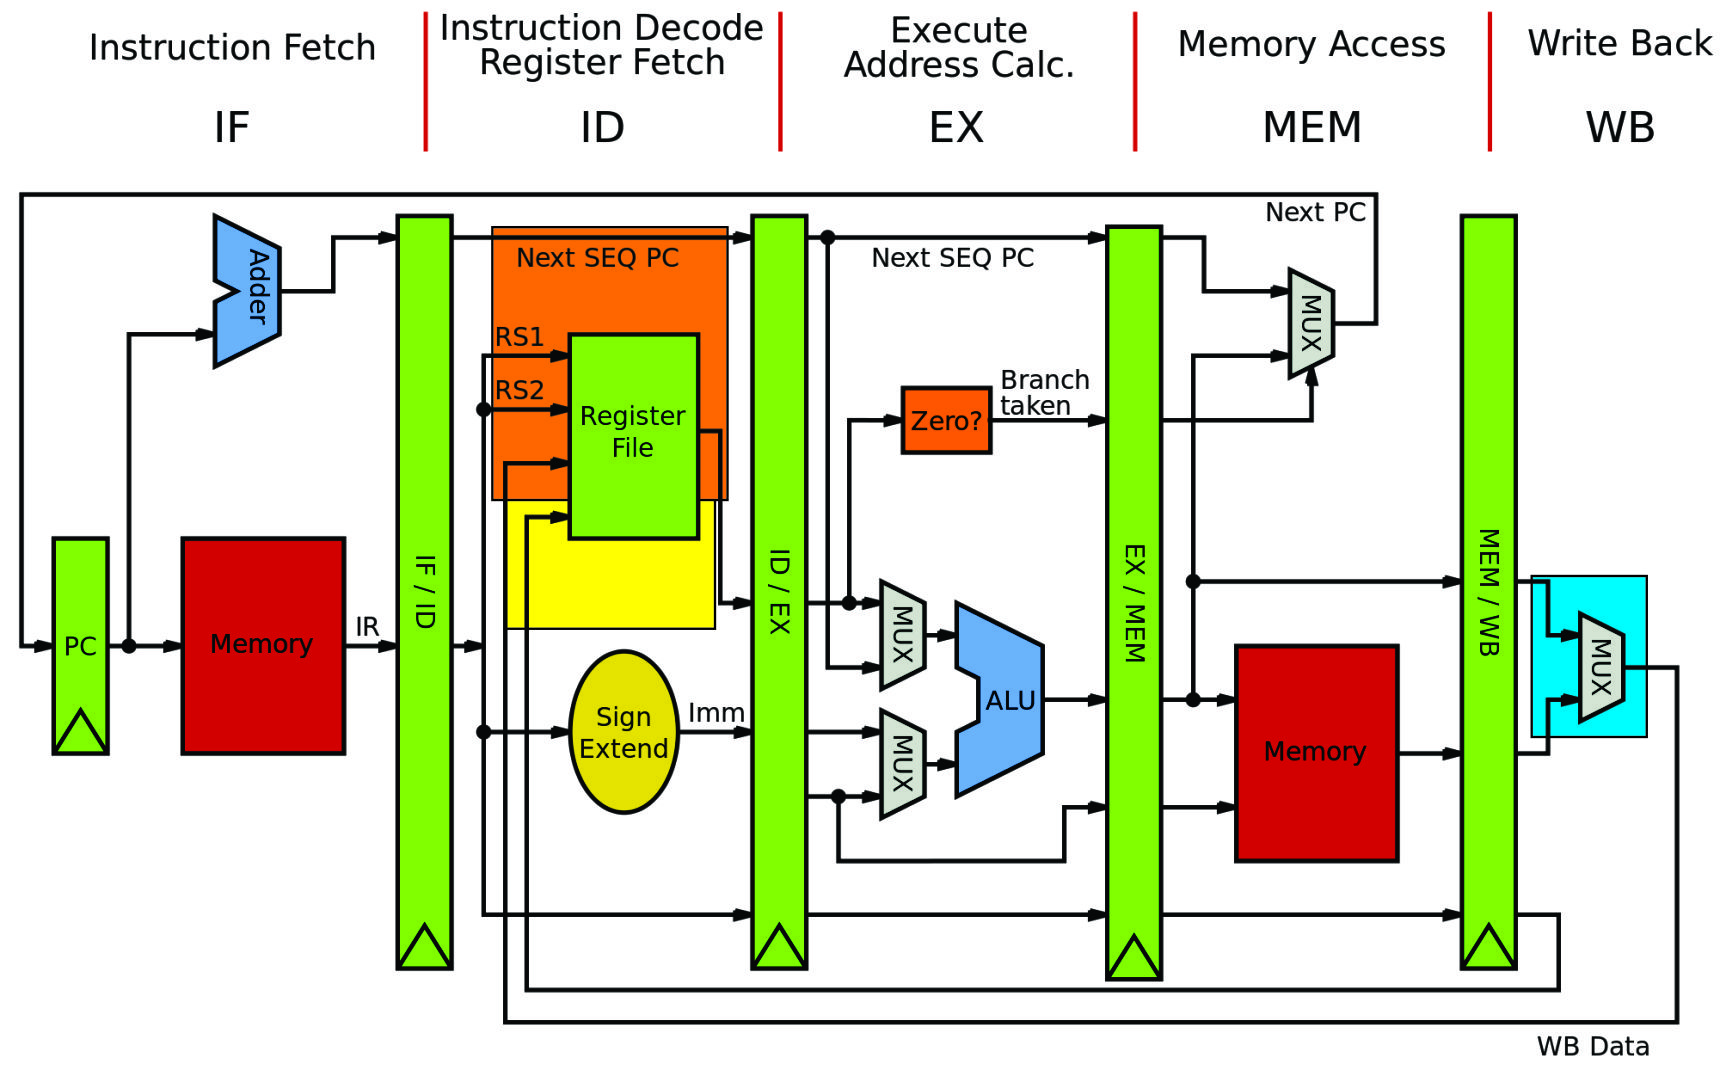 Instruction Fetch
IF
Instruction Decode
Register Fetch
ID
Execute
Address Calc.
EX
Memory Access
MEM
Write Back
WB
Next PC
Adder
Next SEQ PC
Next SEQ PC
MUX
RS1
RS2
Register
File
Zero?
Branch
taken
PC
Memory
IR
IF / ID
ID / EX
EX / MEM
MEM / WB
MUX
MUX
ALU
Sign
Extend
Imm
Memory
MUX
WB Data